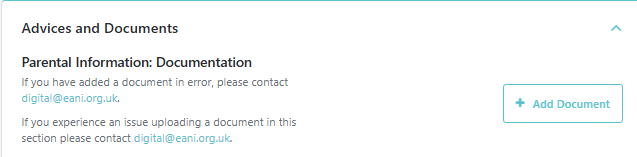 Advices and Documents
Parental Information: Documentation
If you have added a document in error, please contact
digital@eani.org.uk.
+ Add Document
If you experience an issue uploading a document in this
section please contact digital@eani.org.uk.